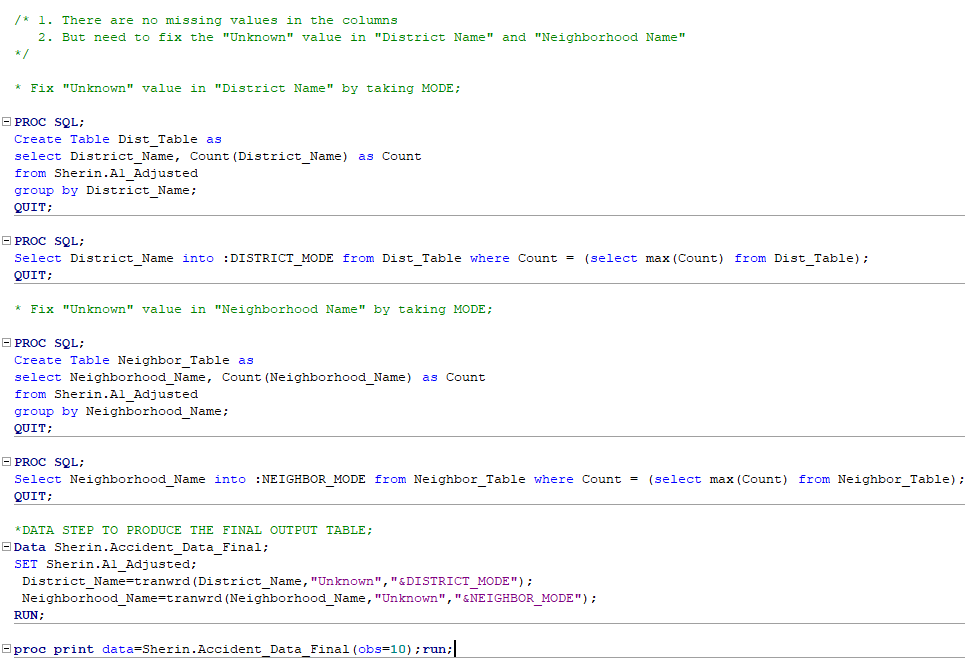 /* 1. There are no missing values in the columns
2. But need to fix the "Unknown" value in "District Name" and "Neighborhood Name"
*/
* Fix "Unknown" value in "District Name" by taking MODE;
PROC SQL;
Create Table Dist_Table as
select District_Name, Count(District_Name) as Count
from Sherin.A1_Adjusted
group by District_Name;
QUIT;
PROC SQL;
Select District_Name into :DISTRICT_MODE from Dist_Table where Count = (select max(Count) from Dist_Table);
QUIT;
* Fix "Unknown" value in "Neighborhood Name" by taking MODE;
PROC SQL;
Create Table Neighbor_Table as
select Neighborhood_Name, Count(Neighborhood_Name) as Count
from Sherin.A1_Adjusted
group by Neighborhood_Name;
QUIT;
PROC SQL;
Select Neighborhood_Name into :NEIGHBOR_MODE from Neighbor_Table where Count = (select max(Count) from Neighbor_Table);
QUIT;
*DATA STEP TO PRODUCE THE FINAL OUTPUT TABLE;
Data Sherin.Accident_Data_Final;
SET Sherin.A1_Adjusted;
District_Name=tranwrd(District_Name,"Unknown","&DISTRICT_MODE");
Neighborhood_Name=tranwrd(Neighborhood_Name,"Unknown","&NEIGHBOR_MODE");
RUN;
proc print data=Sherin.Accident_Data_Final(obs=10);run;